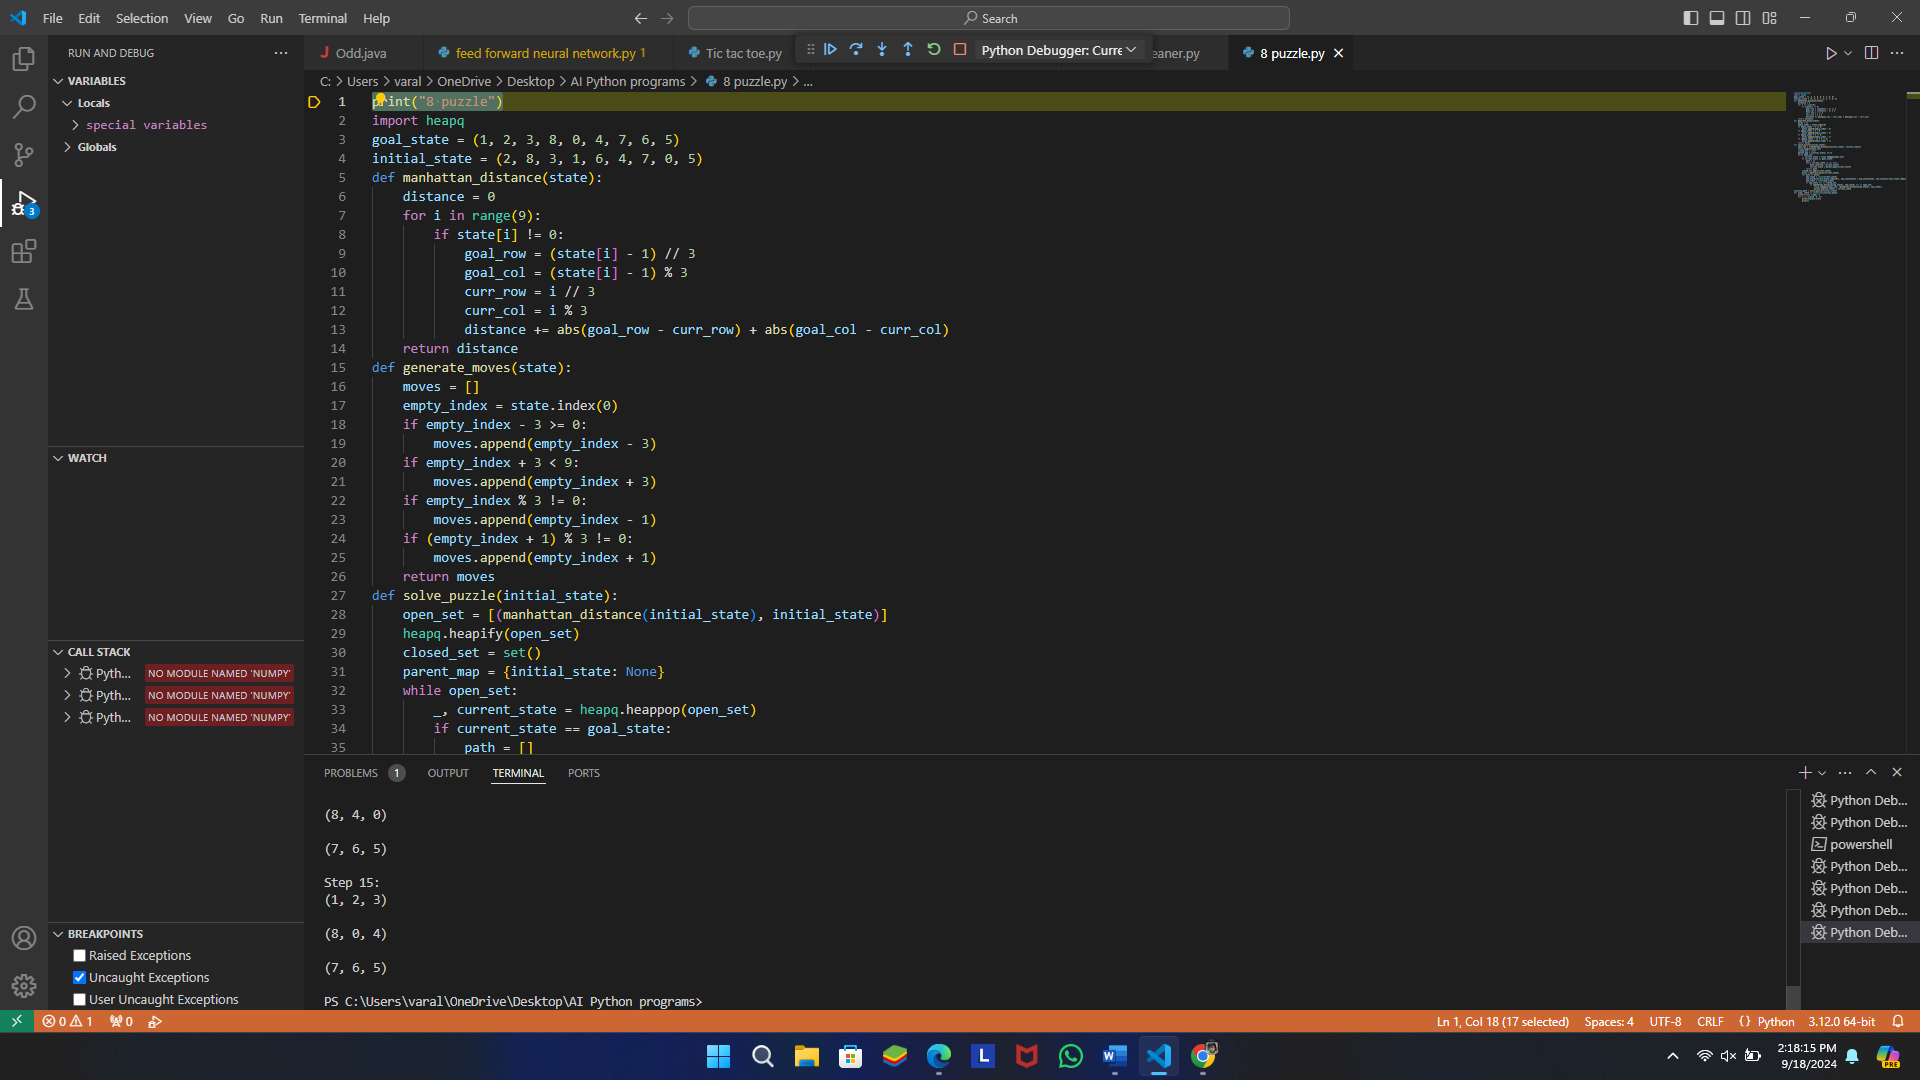 File Edit Selection View Go Run Terminal Help
Search
RUN AND DEBUG
Odd.java
feed forward neural network.py 1
Tic tac toe.py
Python Debugger: Curre
eaner.py
8 puzzle.py
C: > Users > varal > OneDrive > Desktop > AI Python programs > 8 puzzle.py > ...
VARIABLES
Locals
special variables
Globals
WATCH
CALL STACK
Pyth... NO MODULE NAMED 'NUMPY'
Pyth... NO MODULE NAMED 'NUMPY'
Pyth... NO MODULE NAMED 'NUMPY'
BREAKPOINTS
Raised Exceptions
Uncaught Exceptions
User Uncaught Exceptions
3
1 print("8 puzzle")
2 import heapq
3 goal_state = (1, 2, 3, 8, 0, 4, 7, 6, 5)
4 initial_state = (2, 8, 3, 1, 6, 4, 7, 0, 5)
5 def manhattan_distance(state):
6 distance = 0
7 for i in range(9):
8 if state[i] != 0:
9 goal_row = (state[i] - 1) // 3
10 goal_col = (state[i] - 1) % 3
11 curr_row = i // 3
12 curr_col = i % 3
13 distance += abs(goal_row - curr_row) + abs(goal_col - curr_col)
14 return distance
15 def generate_moves(state):
16 moves = []
17 empty_index = state.index(0)
18 if empty_index - 3 >= 0:
19 moves.append(empty_index - 3)
20 if empty_index + 3 < 9:
21 moves.append(empty_index + 3)
22 if empty_index % 3 != 0:
23 moves.append(empty_index - 1)
24 if (empty_index + 1) % 3 != 0:
25 moves.append(empty_index + 1)
26 return moves
27 def solve_puzzle(initial_state):
28 open_set = [(manhattan_distance(initial_state), initial_state)]
29 heapq.heapify(open_set)
30 closed_set = set()
31 parent_map = {initial_state: None}
32 while open_set:
33 _, current_state = heapq.heappop(open_set)
34 if current_state == goal_state:
35 path = []
PROBLEMS 1 OUTPUT TERMINAL PORTS
(8, 4, 0)
(7, 6, 5)
Step 15:
(1, 2, 3)
(8, 0, 4)
(7, 6, 5)
PS C:\Users\varal\OneDrive\Desktop\AI Python programs>
Python Deb...
Python Deb...
powershell
Python Deb...
Python Deb...
Python Deb...
Python Deb...
0 1 0
Ln 1, Col 18 (17 selected) Spaces: 4 UTF-8 CRLF {} Python 3.12.0 64-bit
L
W
PRE
2:18:15 PM
9/18/2024